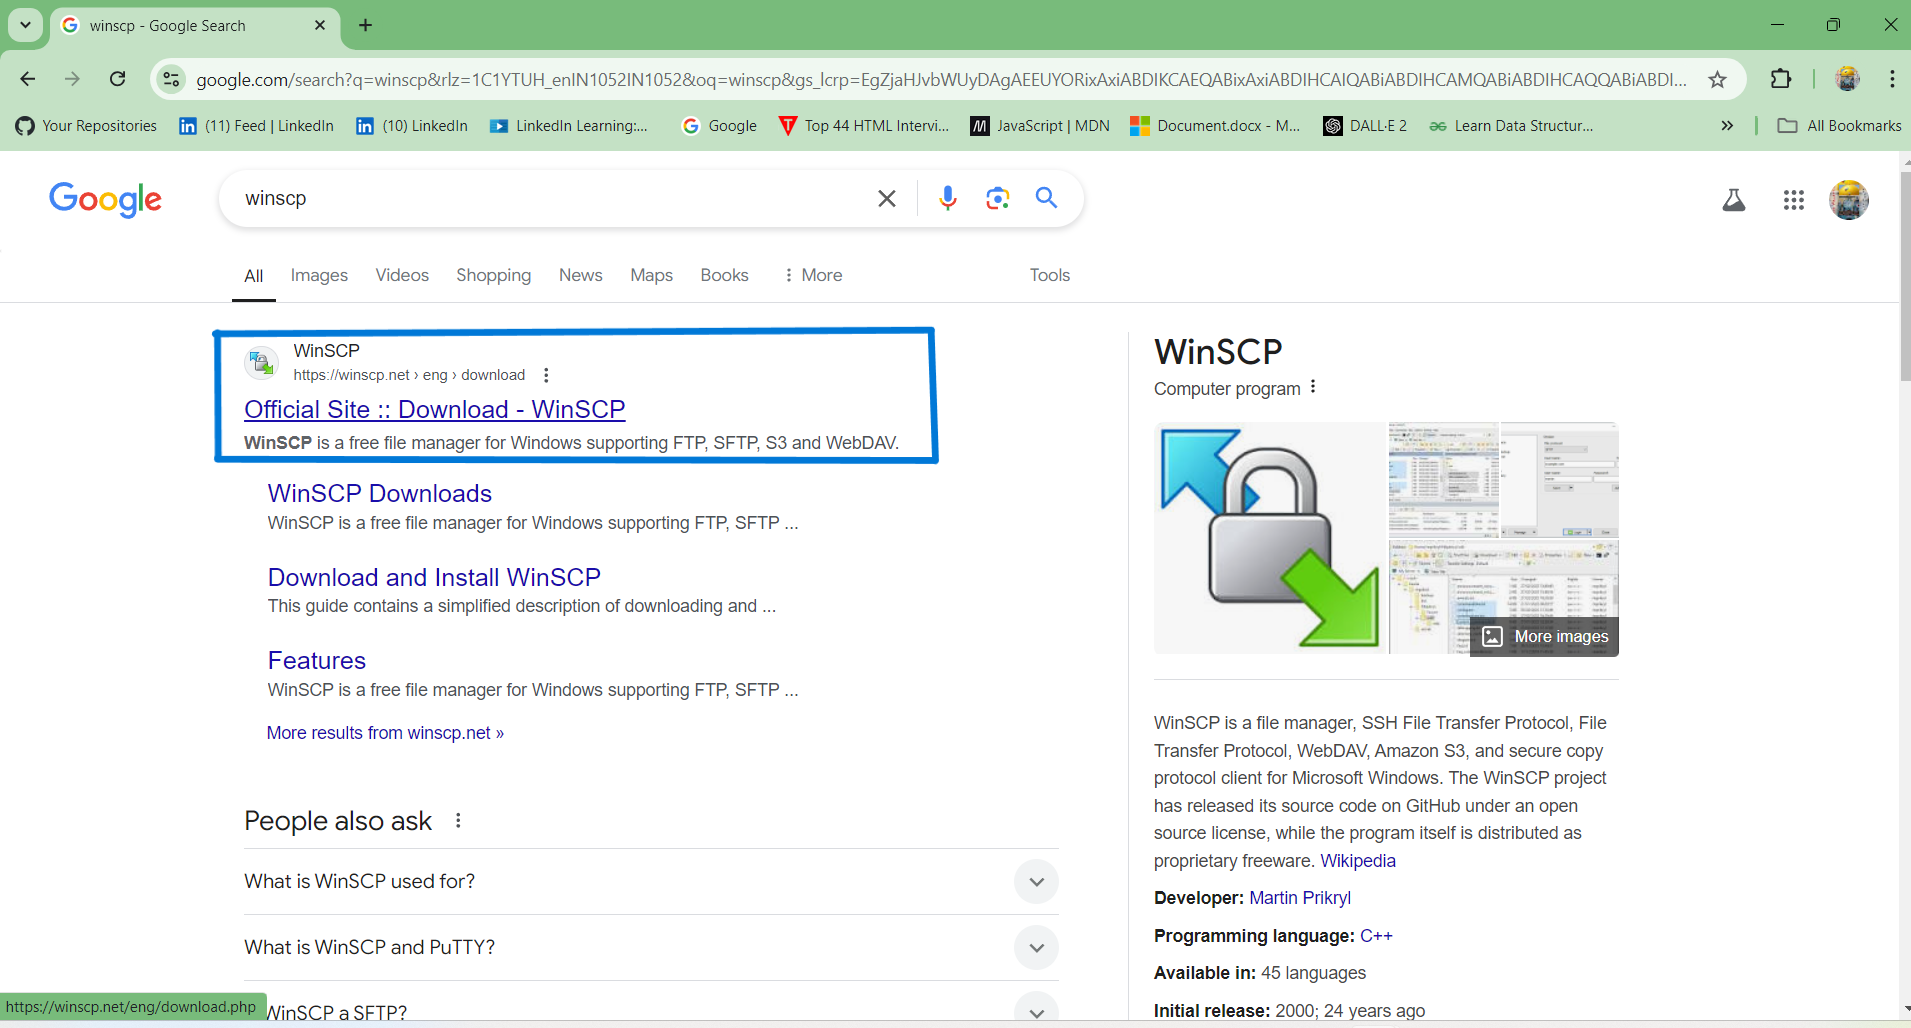 winscp - Google Search
google.com/search?q=winscp&rlz=1C1YTUH_enIN1052IN1052&oq=winscp&gs_lcrp=EgZjaHJvbWUyDAgAEEUYORixAxiABDIKCAEQABixAxiABDIHCAIQABiABDIHCAMQABiABDIHCAQQABiABDI...
Your Repositories (11) Feed | LinkedIn (10) LinkedIn LinkedIn Learning:... Google Top 44 HTML Intervi... JavaScript | MDN Document.docx - M... DALL·E 2 Learn Data Structur... » All Bookmarks
Google winscp
All Images Videos Shopping News Maps Books More Tools
WinSCP
https://winscp.net › eng › download
Official Site :: Download - WinSCP
WinSCP is a free file manager for Windows supporting FTP, SFTP, S3 and WebDAV.
WinSCP Downloads
WinSCP is a free file manager for Windows supporting FTP, SFTP ...
Download and Install WinSCP
This guide contains a simplified description of downloading and ...
Features
WinSCP is a free file manager for Windows supporting FTP, SFTP ...
More results from winscp.net »
People also ask
What is WinSCP used for?
What is WinSCP and PuTTY?
WinSCP a SFTP?
https://winscp.net/eng/download.php
WinSCP
Computer program
More images
WinSCP is a file manager, SSH File Transfer Protocol, File
Transfer Protocol, WebDAV, Amazon S3, and secure copy
protocol client for Microsoft Windows. The WinSCP project
has released its source code on GitHub under an open
source license, while the program itself is distributed as
proprietary freeware. Wikipedia
Developer: Martin Prikryl
Programming language: C++
Available in: 45 languages
Initial release: 2000; 24 years ago